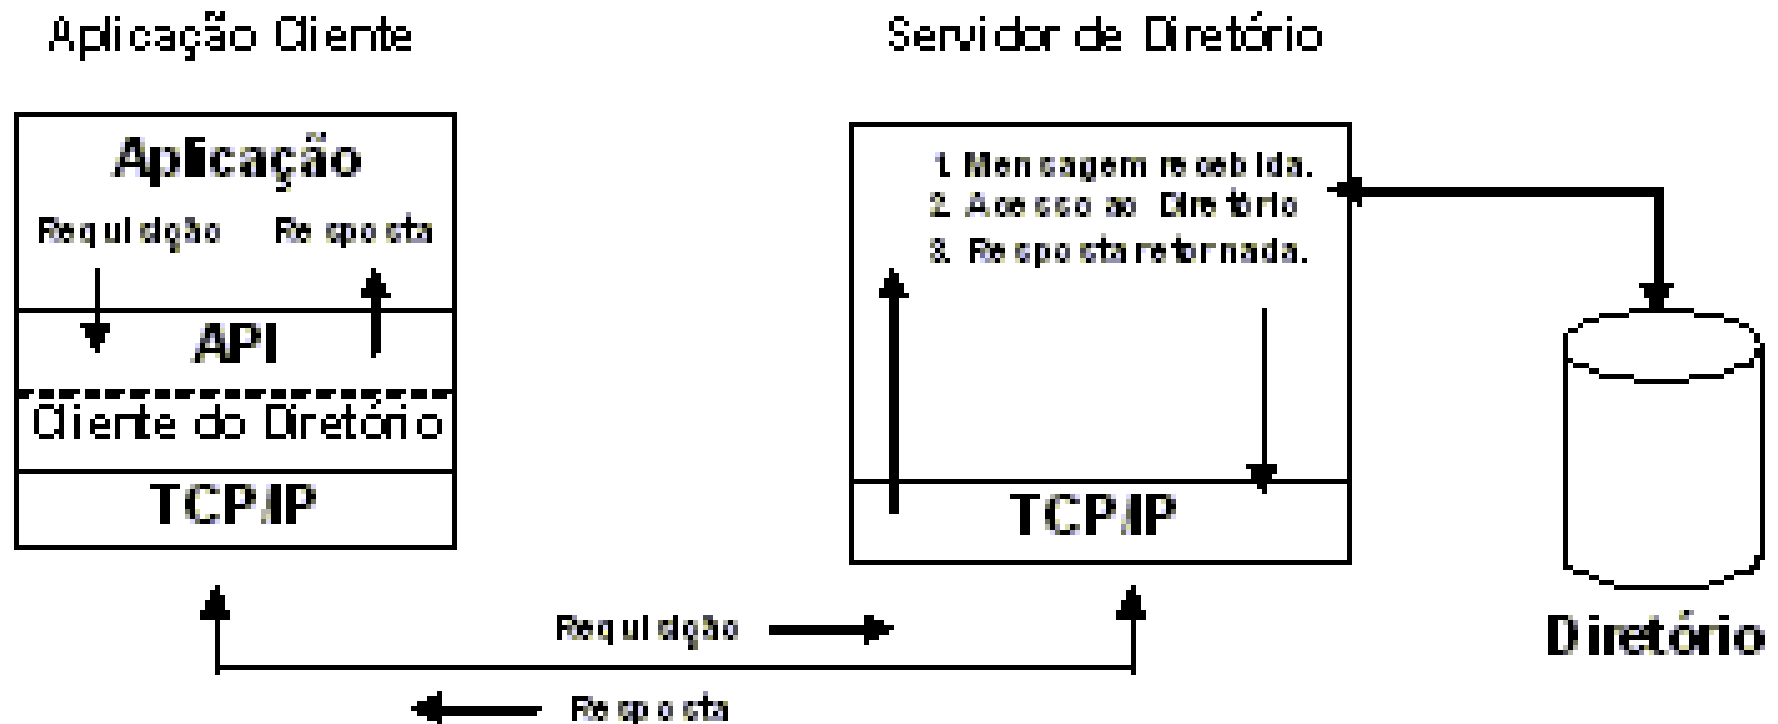 Aplicação Cliente
Servidor de Diretório
Aplicação
Requisição Resposta
API
Cliente do Diretório
TCP/IP
1. Mensagem recebida.
2. Acesso ao Diretório
3. Resposta retornada.
TCP/IP
Diretório
Requisição
Resposta